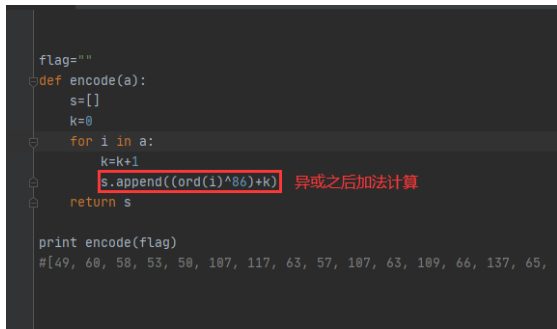 flag=""
def encode(a):
    s=[]
    k=0
    for i in a:
        k=k+1
        s.append((ord(i)^86)+k) 异或之后加法计算
    return s
print encode(flag)
#[49, 60, 58, 53, 50, 107, 117, 63, 57, 107, 63, 109, 66, 137, 65,